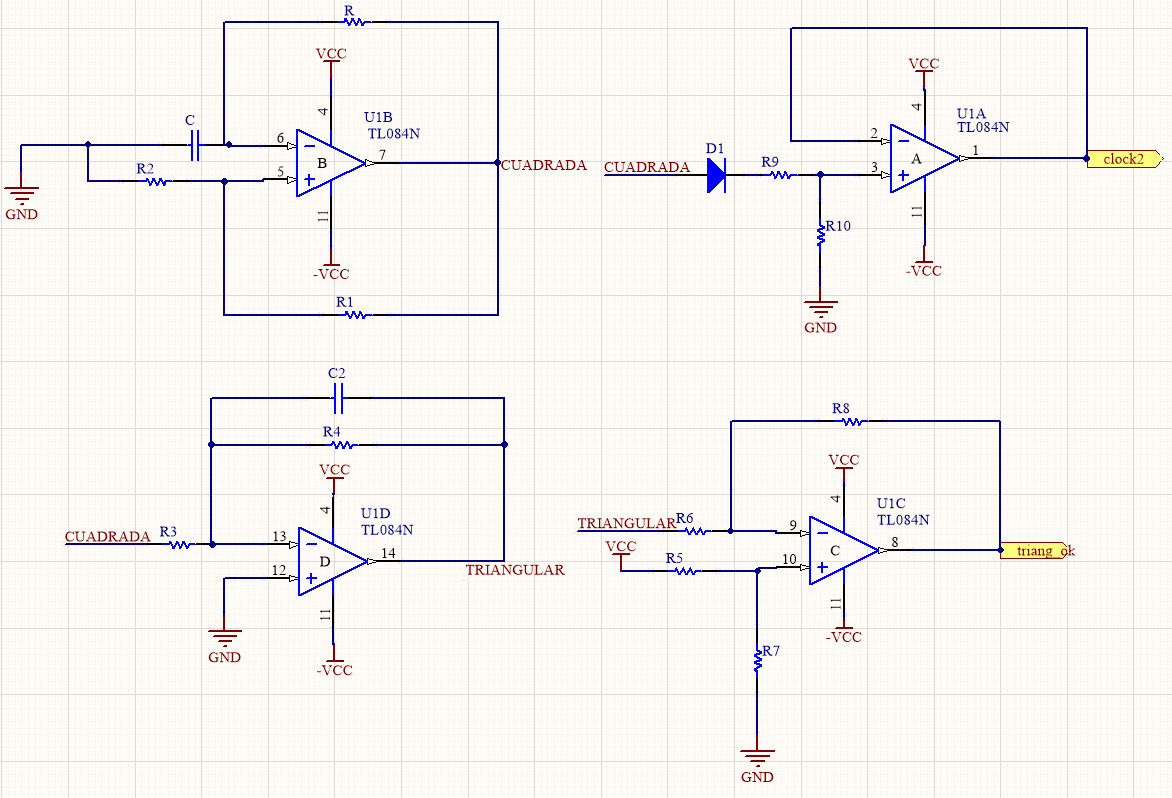 R
VCC
4
C
U1B
TL084N
6
7
B
CUADRADA
R2
5
11
GND
-VCC
R1
VCC
4
U1A
TL084N
2
1
A
clock2
D1
CUADRADA
R9
3
11
R10
-VCC
GND
C2
R4
VCC
4
U1D
TL084N
CUADRADA
R3
13
14
D
TRIANGULAR
12
11
GND
-VCC
R8
VCC
4
U1C
TL084N
TRIANGULAR
R6
9
8
C
triang_ok
VCC
R5
10
11
-VCC
R7
GND